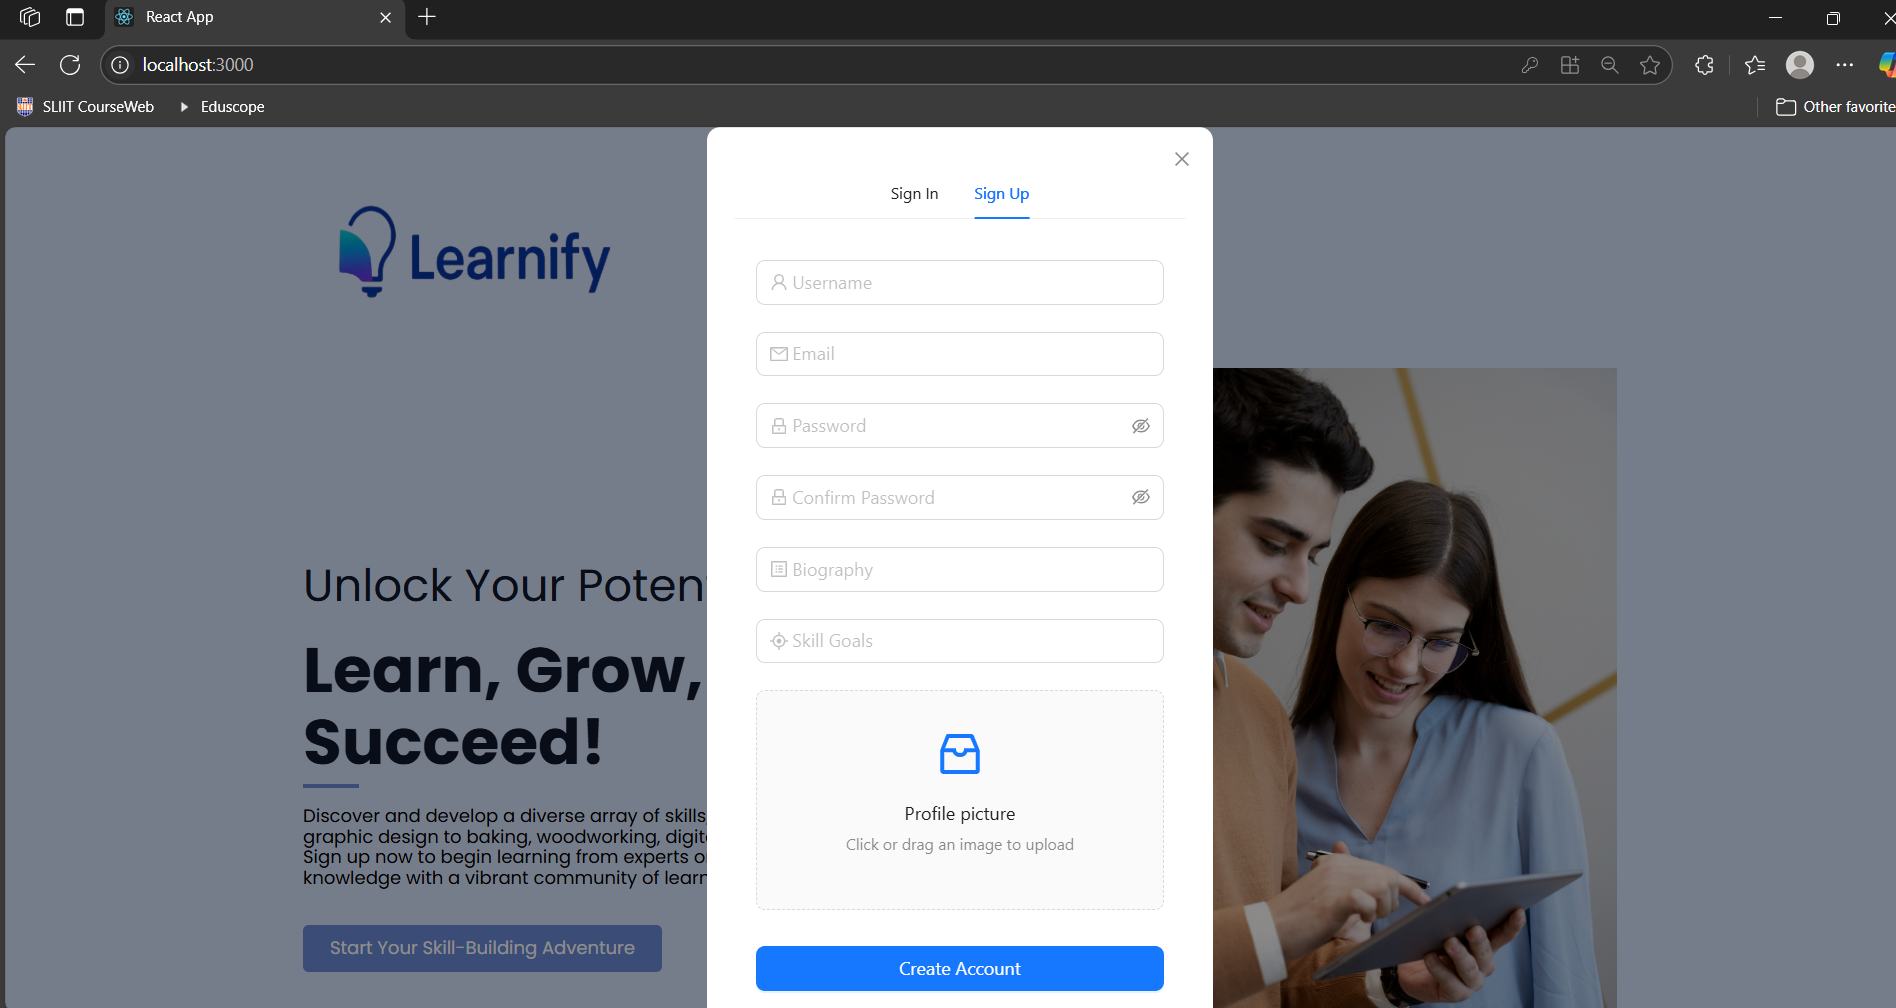 React App
localhost:3000
SLIIT CourseWeb
Eduscope
Other favorite
Sign In
Sign Up
Learnify
Username
Email
Password
Confirm Password
Biography
Skill Goals
Unlock Your Poten
Learn, Grow,
Succeed!
Discover and develop a diverse array of skills
graphic design to baking, woodworking, digit
Sign up now to begin learning from experts o
knowledge with a vibrant community of learn
Start Your Skill-Building Adventure
Profile picture
Click or drag an image to upload
Create Account